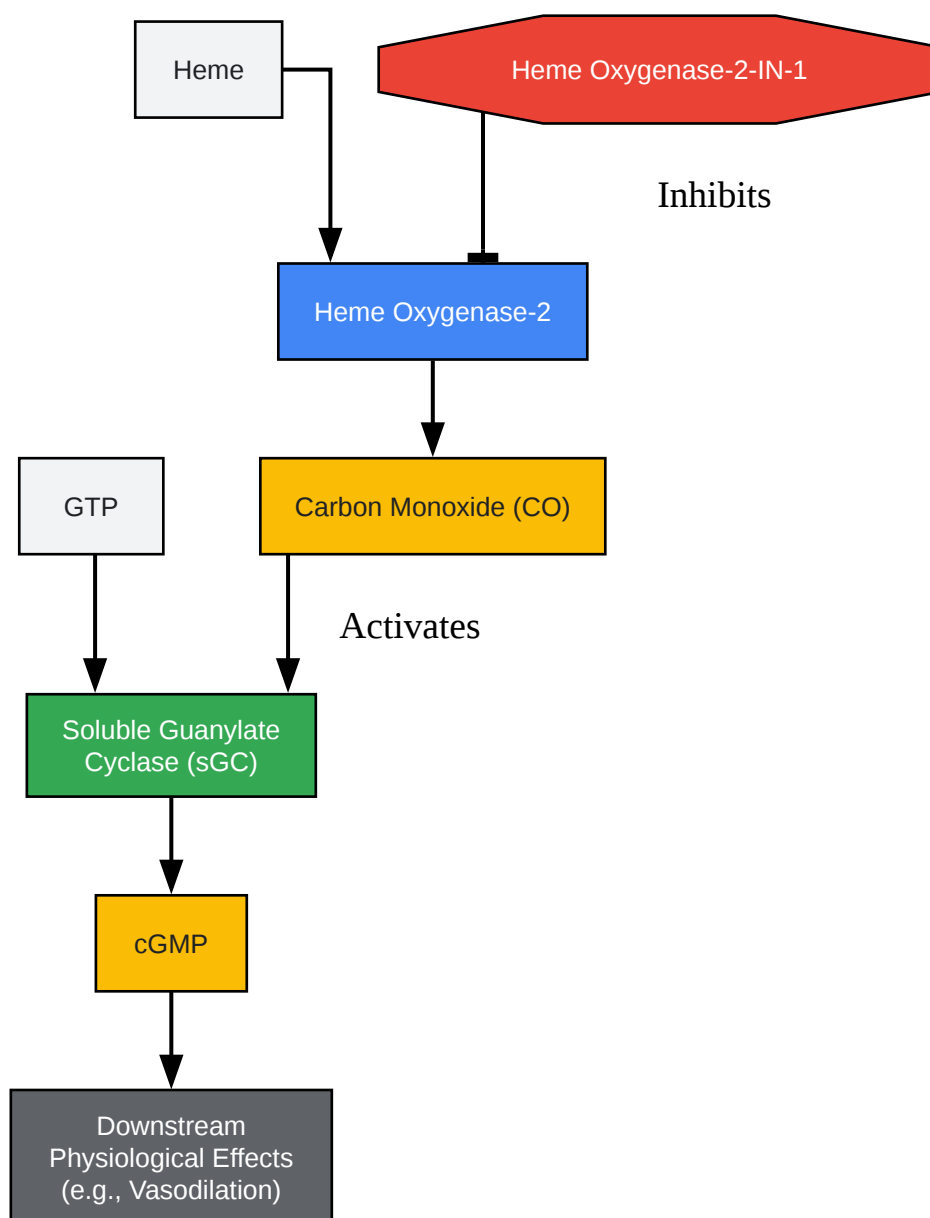 Heme
Heme Oxygenase-2-IN-1
Inhibits
Heme Oxygenase-2
GTP
Carbon Monoxide (CO)
Activates
Soluble Guanylate
Cyclase (sGC)
cGMP
Downstream
Physiological Effects
(e.g., Vasodilation)